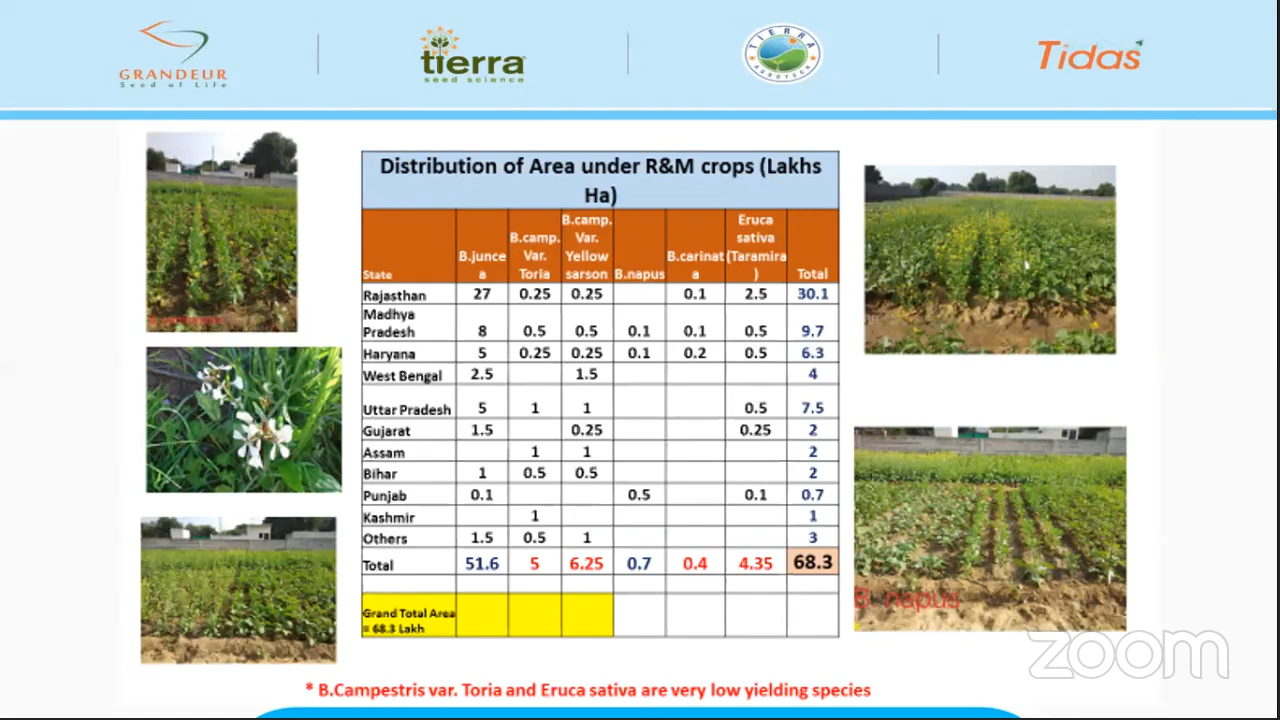 GRANDEUR
Seed of Life
tierra
seed science
TIERRA
AGROTECH
Tidas
Distribution of Area under R&M crops (Lakhs
Ha)
State B.junce a B.camp. Var. Toria B.camp. Var. Yellow sarson B.napus B.carinat a Eruca sativa (Taramira ) Total
Rajasthan 27 0.25 0.25 0.1 2.5 30.1
Madhya
Pradesh 8 0.5 0.5 0.1 0.1 0.5 9.7
Haryana 5 0.25 0.25 0.1 0.2 0.5 6.3
West Bengal 2.5 1.5 4
Uttar Pradesh 5 1 1 0.5 7.5
Gujarat 1.5 0.25 0.25 2
Assam 1 1 2
Bihar 1 0.5 0.5 2
Punjab 0.1 0.5 0.1 0.7
Kashmir 1 1
Others 1.5 0.5 1 3
Total 51.6 5 6.25 0.7 0.4 4.35 68.3
Grand Total Area
= 68.3 Lakh
B. napus
zoom
* B.Campestris var. Toria and Eruca sativa are very low yielding species